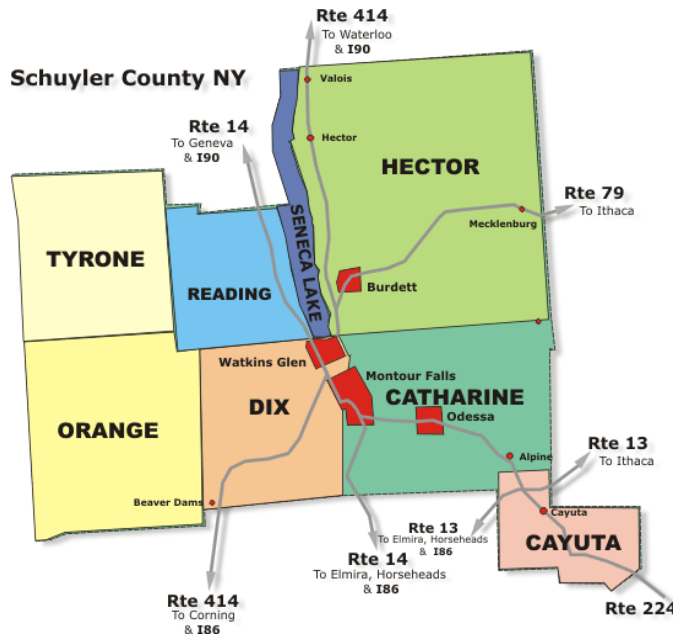 Rte 414
To Waterloo
& I90
Schuyler County NY
Valois
Rte 14
To Geneva
& I90
Hector
HECTOR
Rte 79
To Ithaca
Mecklenburg
TYRONE
SENECA LAKE
READING
Burdett
Watkins Glen
Montour Falls
CATHARINE
DIX
Odessa
ORANGE
Alpine
Rte 13
To Ithaca
Beaver Dams
Cayuta
Rte 13
To Elmira, Horseheads
& I86
CAYUTA
Rte 14
To Elmira, Horseheads
& I86
Rte 414
To Corning
& I86
Rte 224